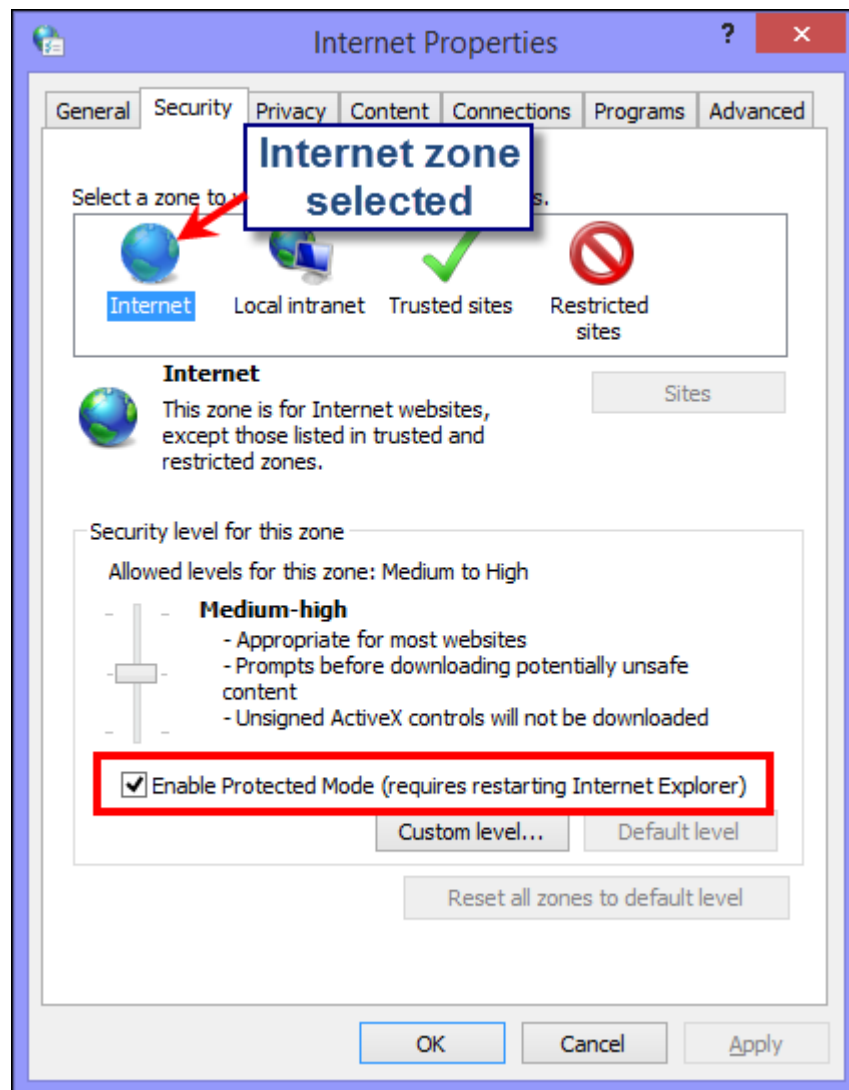 Internet Properties
?
General Security Privacy Content Connections Programs Advanced
Internet zone
selected
Select a zone to s.
Internet Local intranet Trusted sites Restricted
sites
Internet
Sites
This zone is for Internet websites,
except those listed in trusted and
restricted zones.
Security level for this zone
Allowed levels for this zone: Medium to High
Medium-high
- Appropriate for most websites
- Prompts before downloading potentially unsafe
content
- Unsigned ActiveX controls will not be downloaded
Enable Protected Mode (requires restarting Internet Explorer)
Custom level... Default level
Reset all zones to default level
OK Cancel Apply